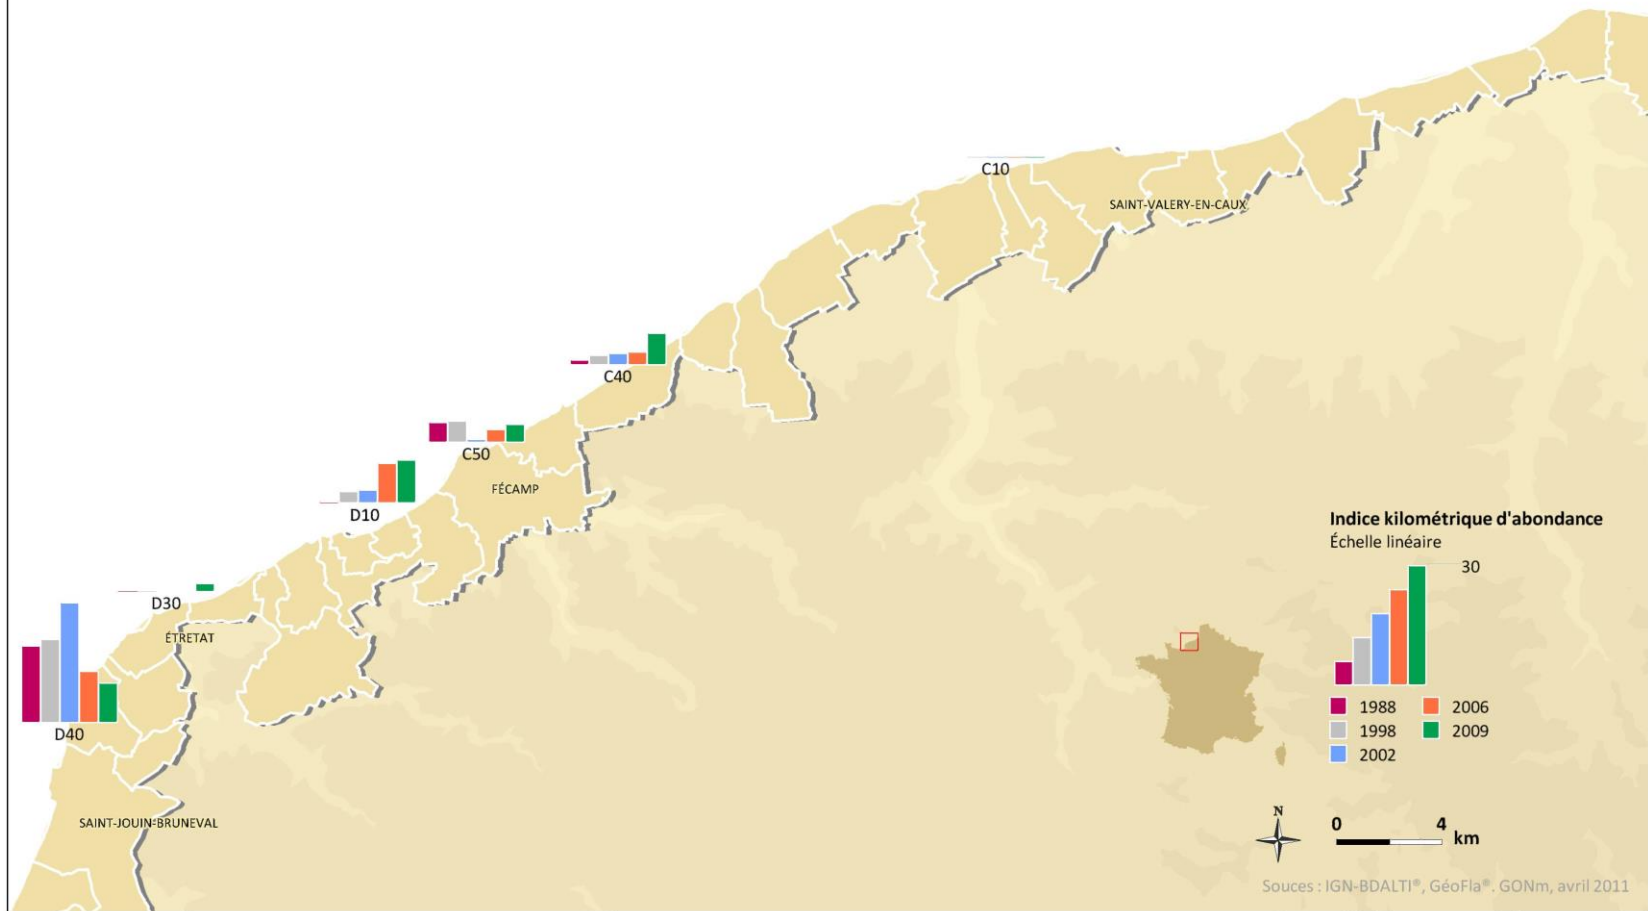 C10
SAINT-VALERY-EN-CAUX
C40
C50
FÉCAMP
D10
D30
ÉTRETAT
D40
SAINT-JOUIN-BRUNEVAL
Indice kilométrique d'abondance
Échelle linéaire
30
1988 2006
1998 2009
2002
N
0 4
km
Souces : IGN-BDALTI®, GéoFla®. GONm, avril 2011